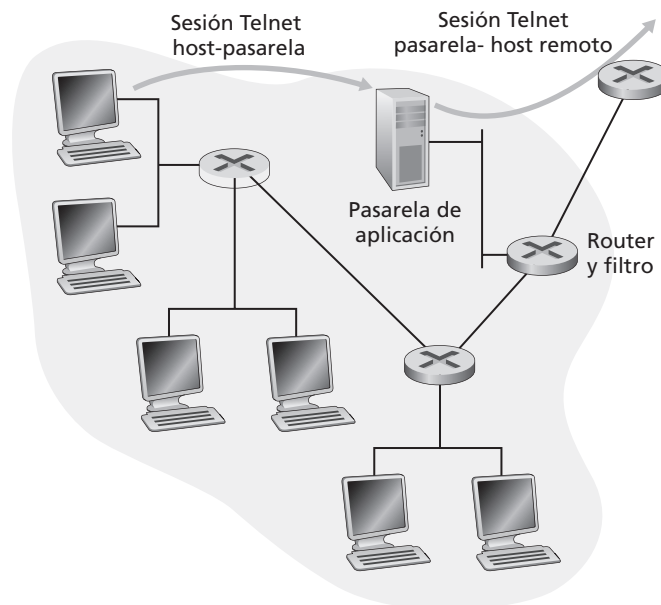 Sesión Telnet
host-pasarela
Sesión Telnet
pasarela- host remoto
Pasarela de
aplicación
Router
y filtro